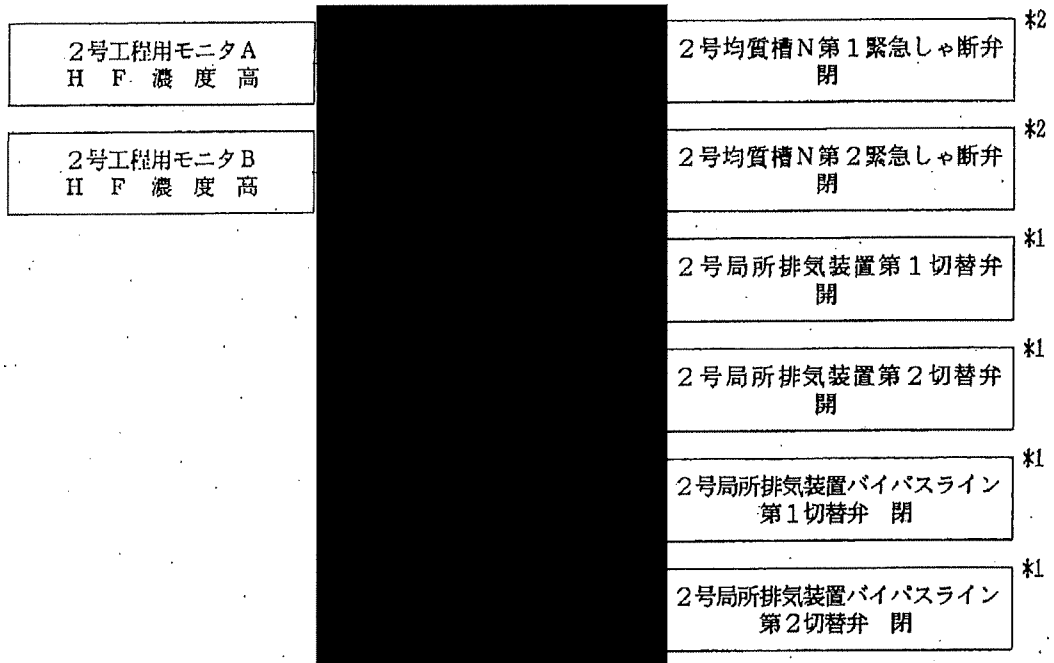 2号工程用モニタA
HF濃度高
2号工程用モニタB
HF濃度高
*2
2号均質槽N第1緊急しゃ断弁
閉
*2
2号均質槽N第2緊急しゃ断弁
閉
*1
2号局所排気装置第1切替弁
開
*1
2号局所排気装置第2切替弁
開
*1
2号局所排気装置バイパスライン
第1切替弁 閉
*1
2号局所排気装置バイパスライン
第2切替弁 閉